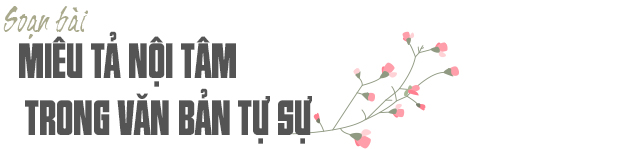 Soạn bài
MIÊU TẢ NỘI TÂM
TRONG VĂN BẢN TỰ SỰ